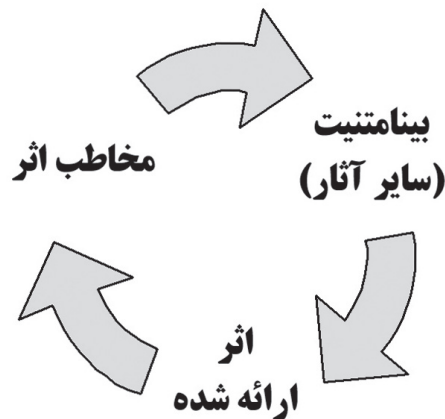 بینامتنیت
(سایر آثار)
مخاطب اثر
اثر
ارائه شده